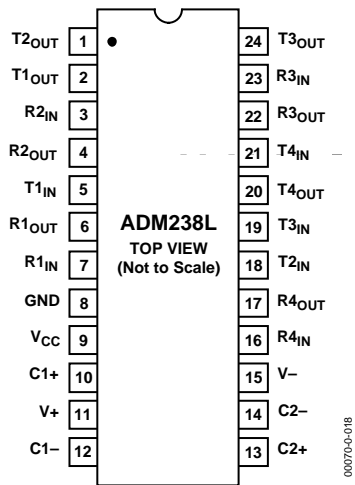 T2OUT 1 24 T3OUT
T1OUT 2 23 R3IN
R2IN 3 22 R3OUT
R2OUT 4 21 T4IN
T1IN 5 20 T4OUT
R1OUT 6 19 T3IN
R1IN 7 18 T2IN
GND 8 17 R4OUT
VCC 9 16 R4IN
C1+ 10 15 V–
V+ 11 14 C2–
C1– 12 13 C2+
ADM238L
TOP VIEW
(Not to Scale)
00070-0-018